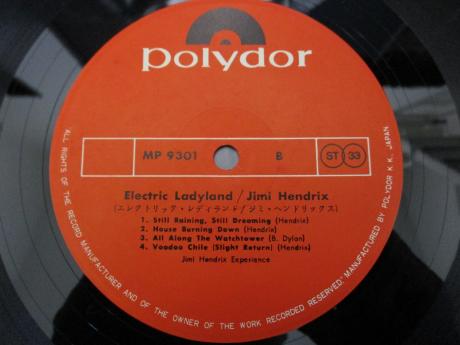 polydor
MP 9301 B ST 33
Electric Ladyland / Jimi Hendrix
(エレクトリック・レディランド/ジミ・ヘンドリックス)
1. Still Raining, Still Dreaming (Hendrix)
2. House Burning Down (Hendrix)
3. All Along The Watchtower (B. Dylon)
4. Voodoo Chile (Slight Return) (Hendrix)
Jimi Hendrix Experience
ALL RIGHTS OF THE RECORD MANUFACTURER AND OF THE OWNER OF THE WORK RECORDED RESERVED. MANUFACTURED BY POLYDOR K.K., JAPAN